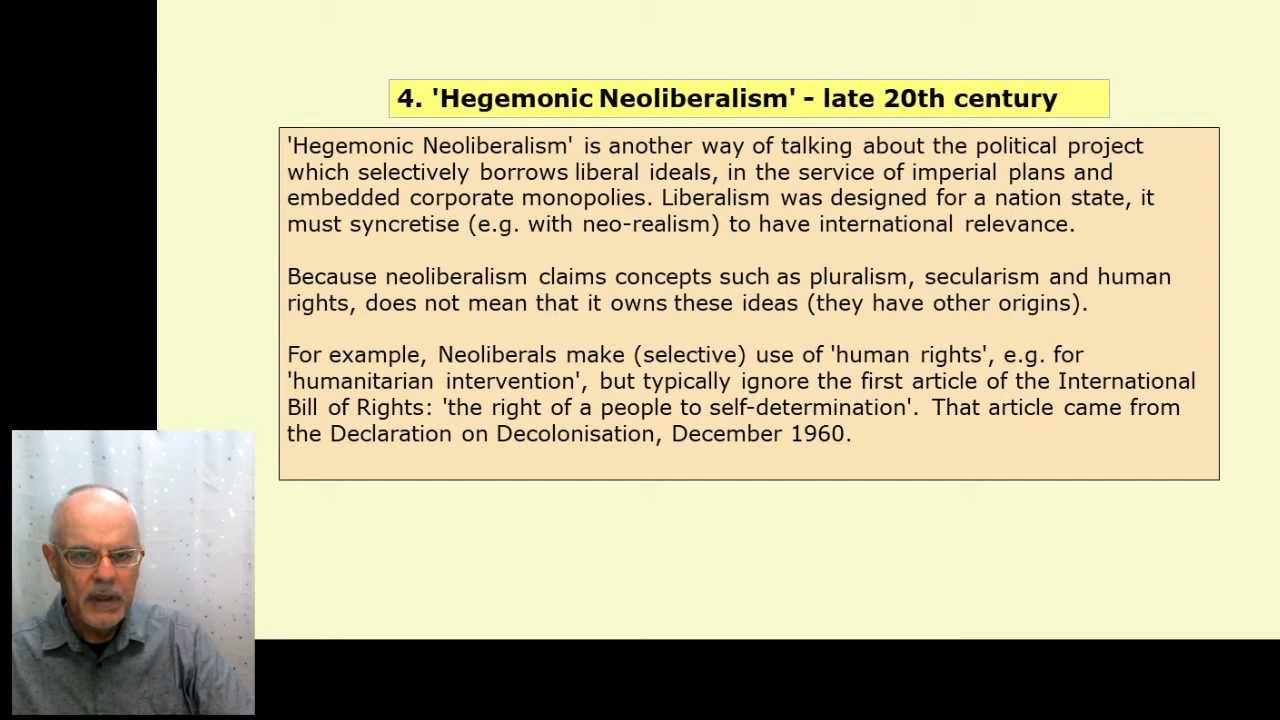 4. 'Hegemonic Neoliberalism' - late 20th century
'Hegemonic Neoliberalism' is another way of talking about the political project
which selectively borrows liberal ideals, in the service of imperial plans and
embedded corporate monopolies. Liberalism was designed for a nation state, it
must syncretise (e.g. with neo-realism) to have international relevance.
Because neoliberalism claims concepts such as pluralism, secularism and human
rights, does not mean that it owns these ideas (they have other origins).
For example, Neoliberals make (selective) use of 'human rights', e.g. for
'humanitarian intervention', but typically ignore the first article of the International
Bill of Rights: 'the right of a people to self-determination'. That article came from
the Declaration on Decolonisation, December 1960.